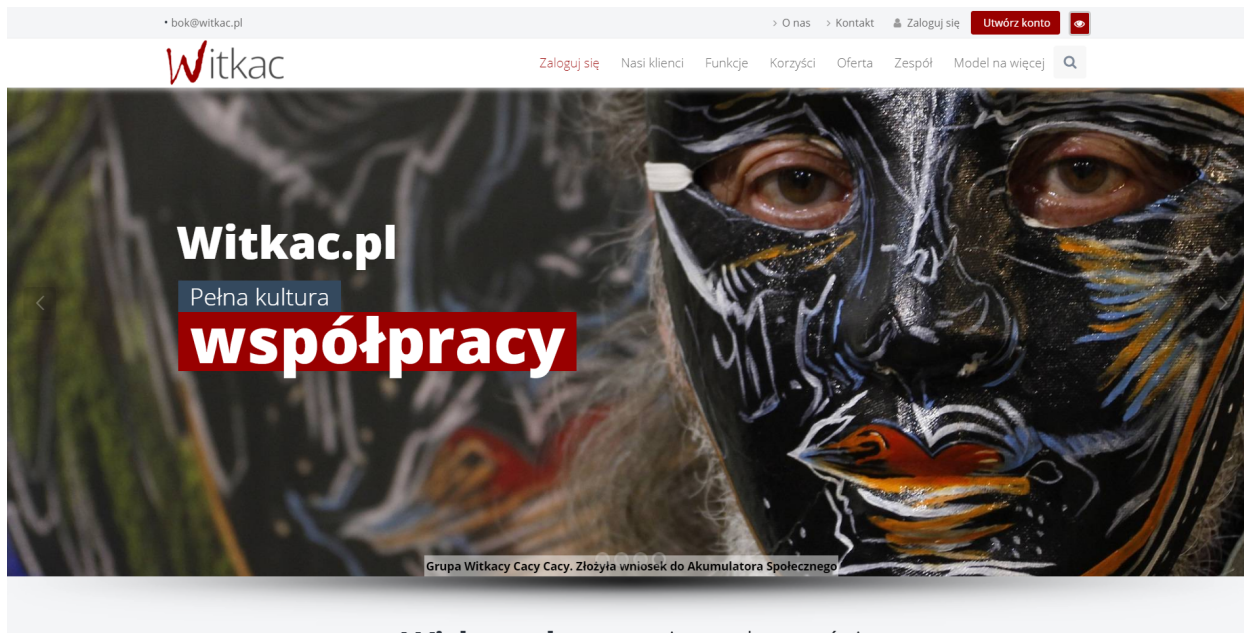 • bok@witkac.pl
O nas
Kontakt
Zaloguj się
Utwórz konto
Witkac
Zaloguj się
Nasi klienci
Funkcje
Korzyści
Oferta
Zespół
Model na więcej
Witkac.pl
Pełna kultura
współpracy
Grupa Witkacy Cacy Cacy. Złożyła wniosek do Akumulatora Społecznego